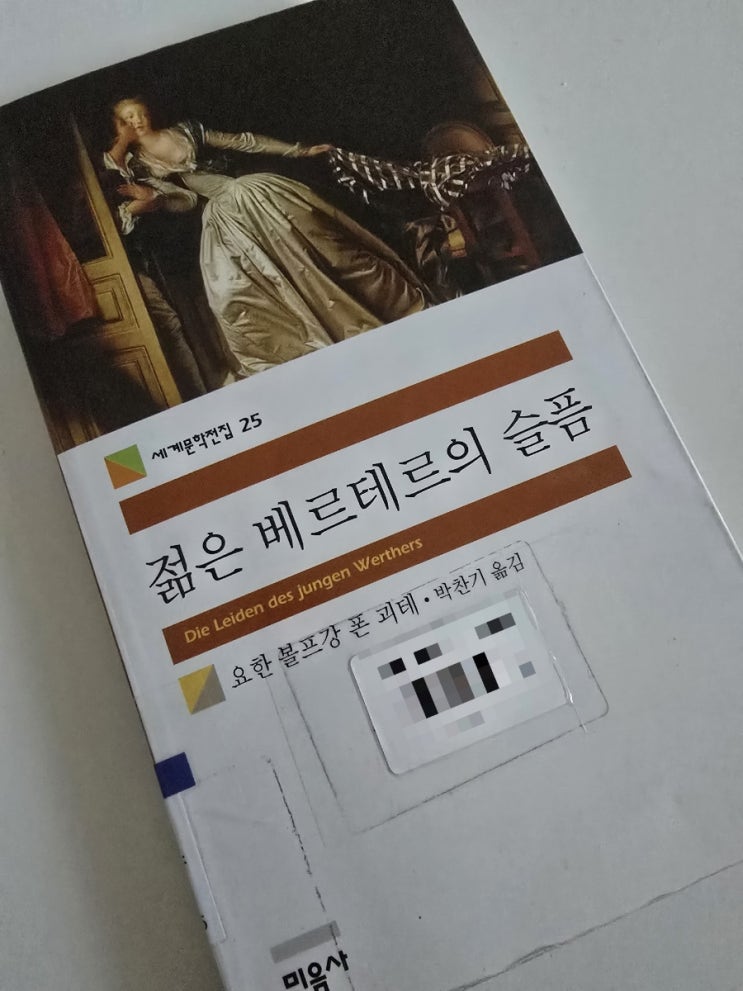 세계문학전집 25
젊은 베르테르의 슬픔
Die Leiden des jungen Werthers
요한 볼프강 폰 괴테 · 박찬기 옮김
민음사